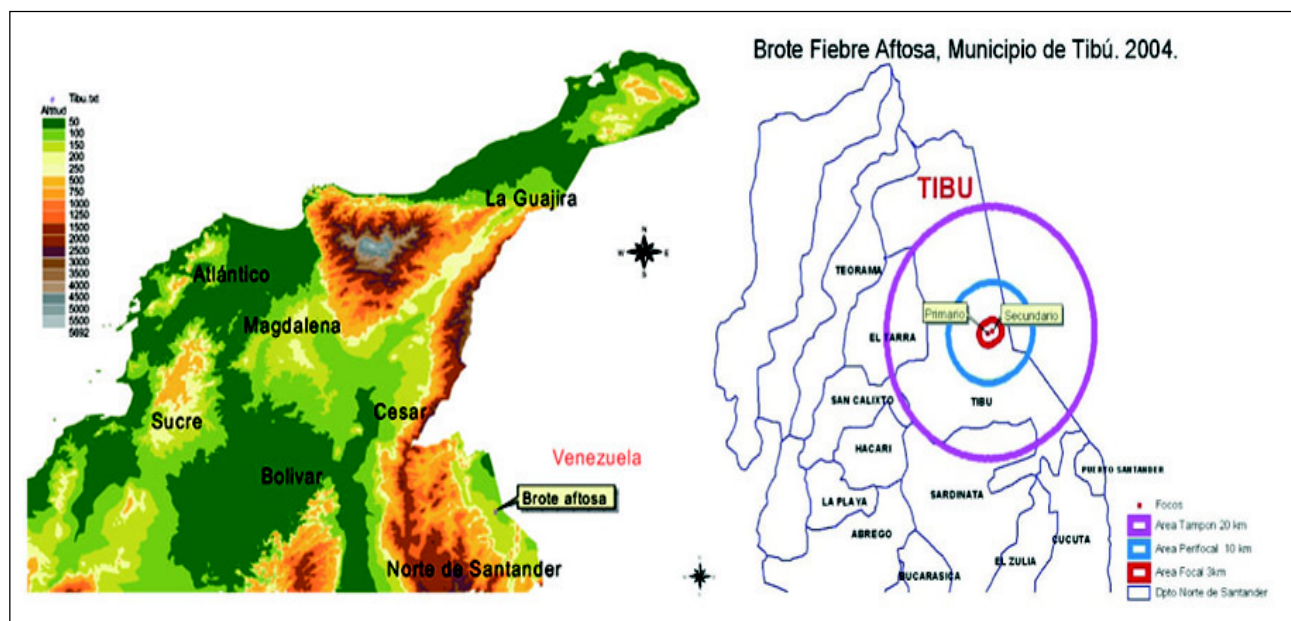 Brote Fiebre Aftosa, Municipio de Tibú. 2004.
Tibu.txt
Altitud
50
100
150
200
250
500
750
1000
1250
1500
2000
2500
3000
3500
4000
4500
5000
5500
5692
La Guajira
Atlántico
Magdalena
Sucre
Cesar
Bolivar
Venezuela
Brote aftosa
Norte de Santander
N
W
E
S
TIBU
TEORAMA
Primario
Secundario
EL TARRA
SAN CALIXTO
TIBU
HACARI
PUERTO SANTANDER
LA PLAYA
SARDINATA
ABREGO
CUCUTA
EL ZULIA
BUCARASICA
Focos
Area Tampon 20 km
Area Perifocal 10 km
Area Focal 3km
Dpto Norte de Santander